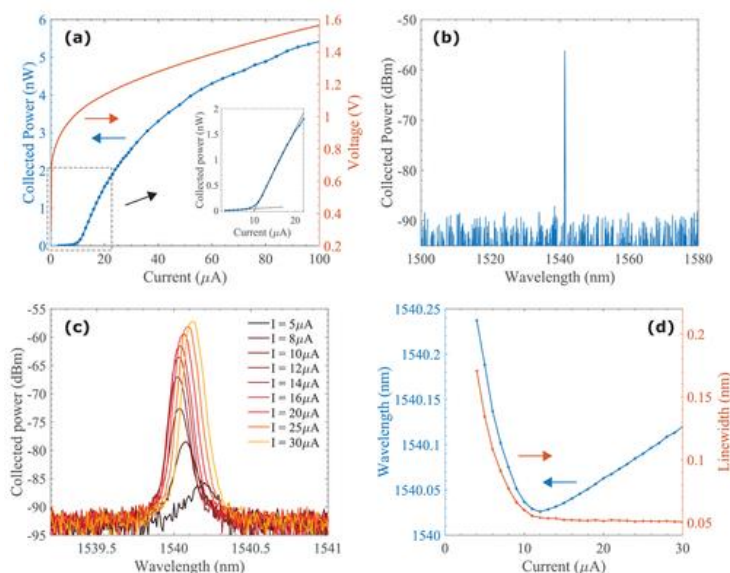 (a)
Collected Power (nW)
6
5
4
3
2
1
0
0
20
40
60
80
100
Current (μA)
1.6
1.4
1.2
1.0
0.8
0.6
0.4
0.2
Voltage (V)
Collected power (nW)
2
1.5
1
0.5
0
10
20
Current (μA)
(b)
Collected Power (dBm)
-50
-60
-70
-80
-90
1500
1520
1540
1560
1580
Wavelength (nm)
(c)
Collected power (dBm)
-55
-60
-65
-70
-75
-80
-85
-90
-95
1539.5
1540
1540.5
1541
Wavelength (nm)
I = 5μA
I = 8μA
I = 10μA
I = 12μA
I = 14μA
I = 16μA
I = 20μA
I = 25μA
I = 30μA
(d)
Wavelength (nm)
1540.25
1540.2
1540.15
1540.1
1540.05
1540
0
10
20
30
Current (μA)
0.2
0.15
0.1
0.05
Linewidth (nm)